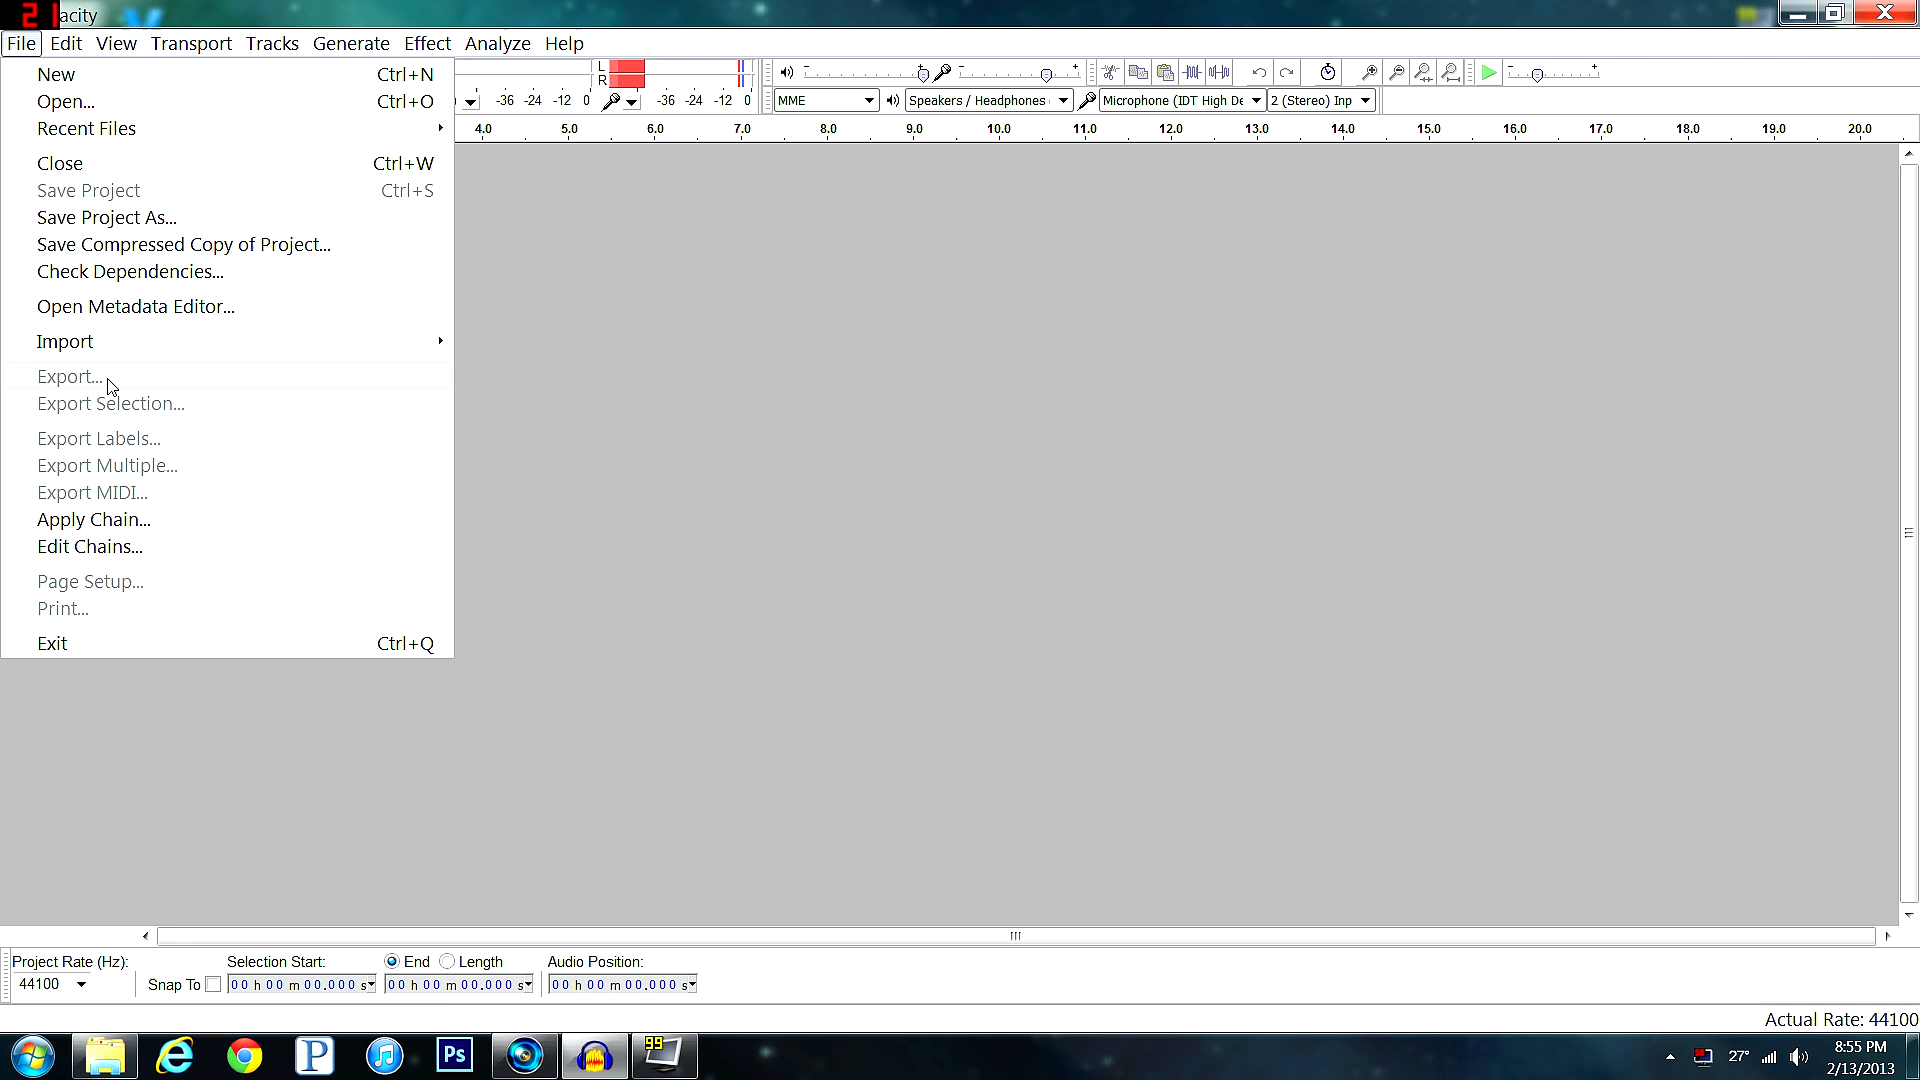 21
acity
File Edit View Transport Tracks Generate Effect Analyze Help
New Ctrl+N
Open... Ctrl+O
Recent Files
Close Ctrl+W
Save Project Ctrl+S
Save Project As...
Save Compressed Copy of Project...
Check Dependencies...
Open Metadata Editor...
Import
Export...
Export Selection...
Export Labels...
Export Multiple...
Export MIDI...
Apply Chain...
Edit Chains...
Page Setup...
Print...
Exit Ctrl+Q
L
R
-36 -24 -12 0 -36 -24 -12 0
MME Speakers / Headphones Microphone (IDT High De 2 (Stereo) Inp
4.0 5.0 6.0 7.0 8.0 9.0 10.0 11.0 12.0 13.0 14.0 15.0 16.0 17.0 18.0 19.0 20.0
Project Rate (Hz): Selection Start: End Length Audio Position:
44100 Snap To 00 h 00 m 00.000 s 00 h 00 m 00.000 s 00 h 00 m 00.000 s
Actual Rate: 44100
P Ps 99 27° 8:55 PM
2/13/2013